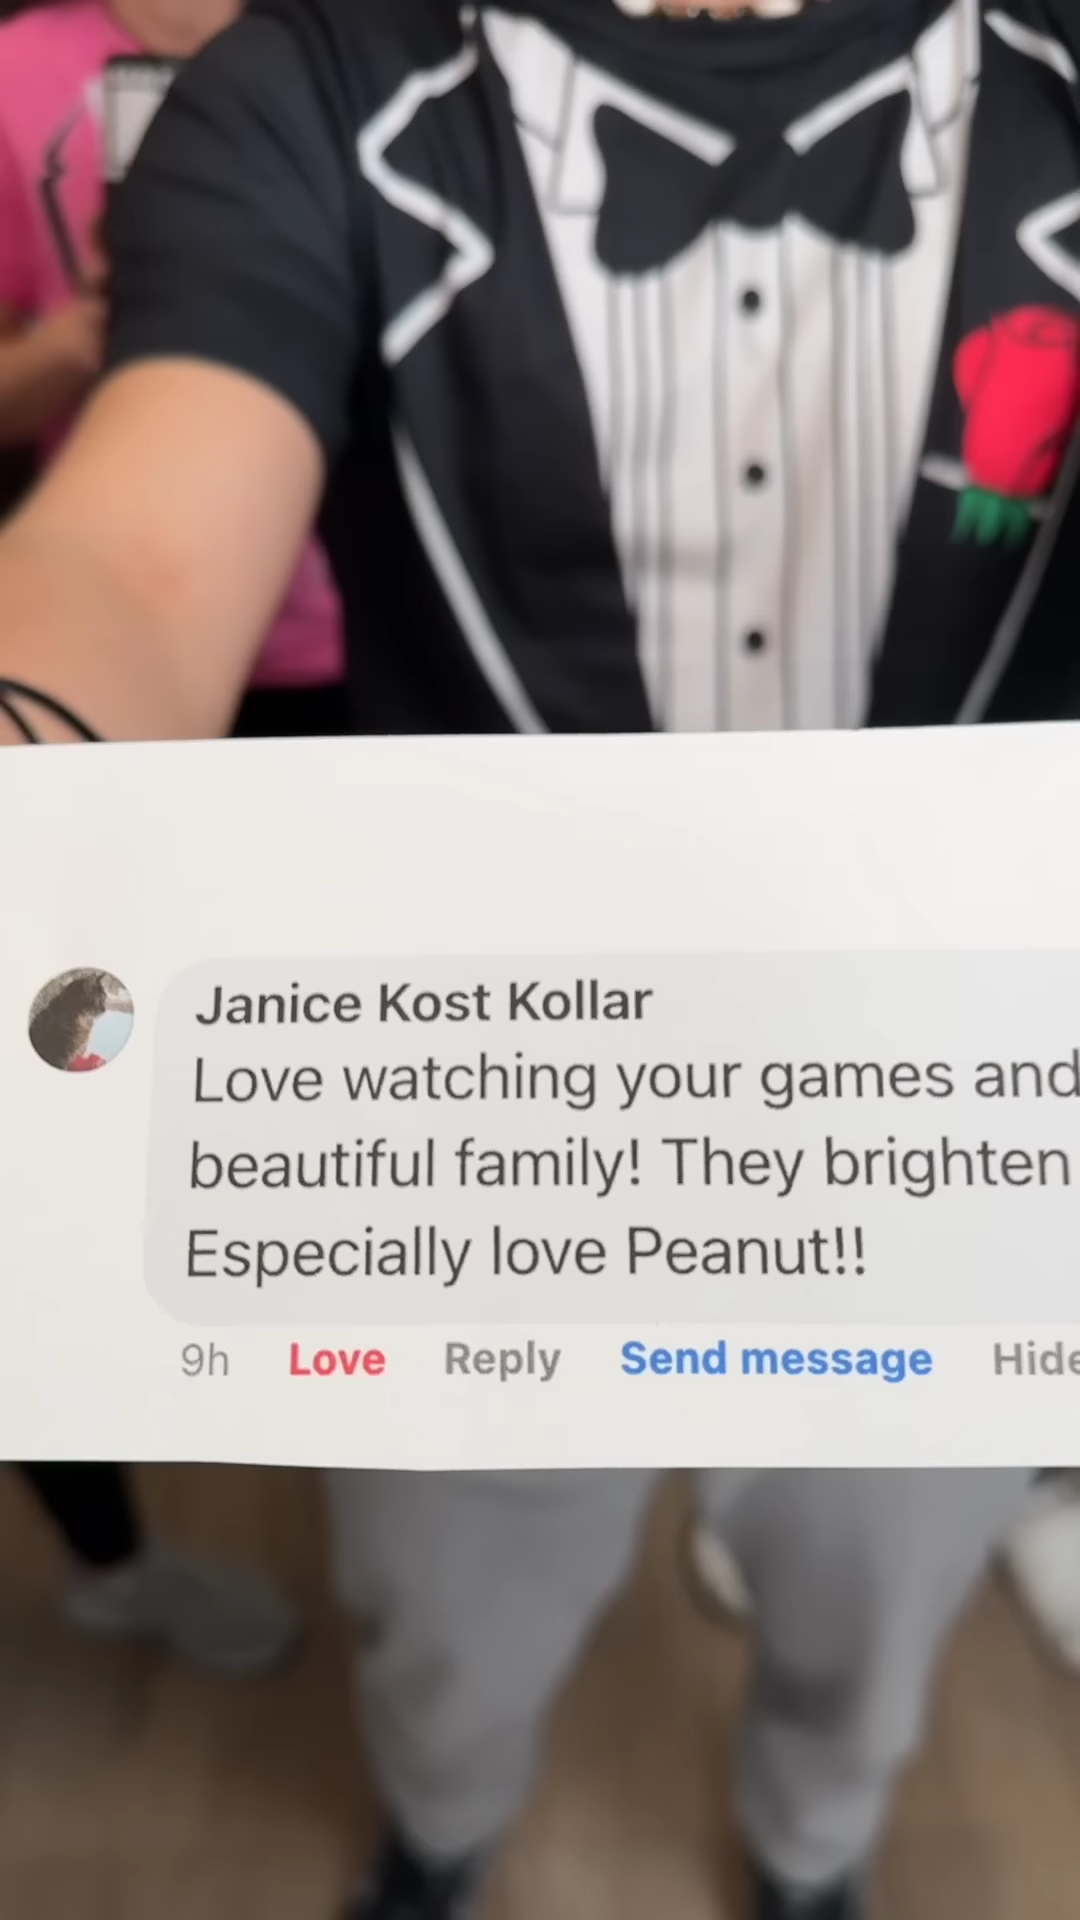 Janice Kost Kollar
Love watching your games and
beautiful family! They brighten
Especially love Peanut!!
9h Love Reply Send message Hide